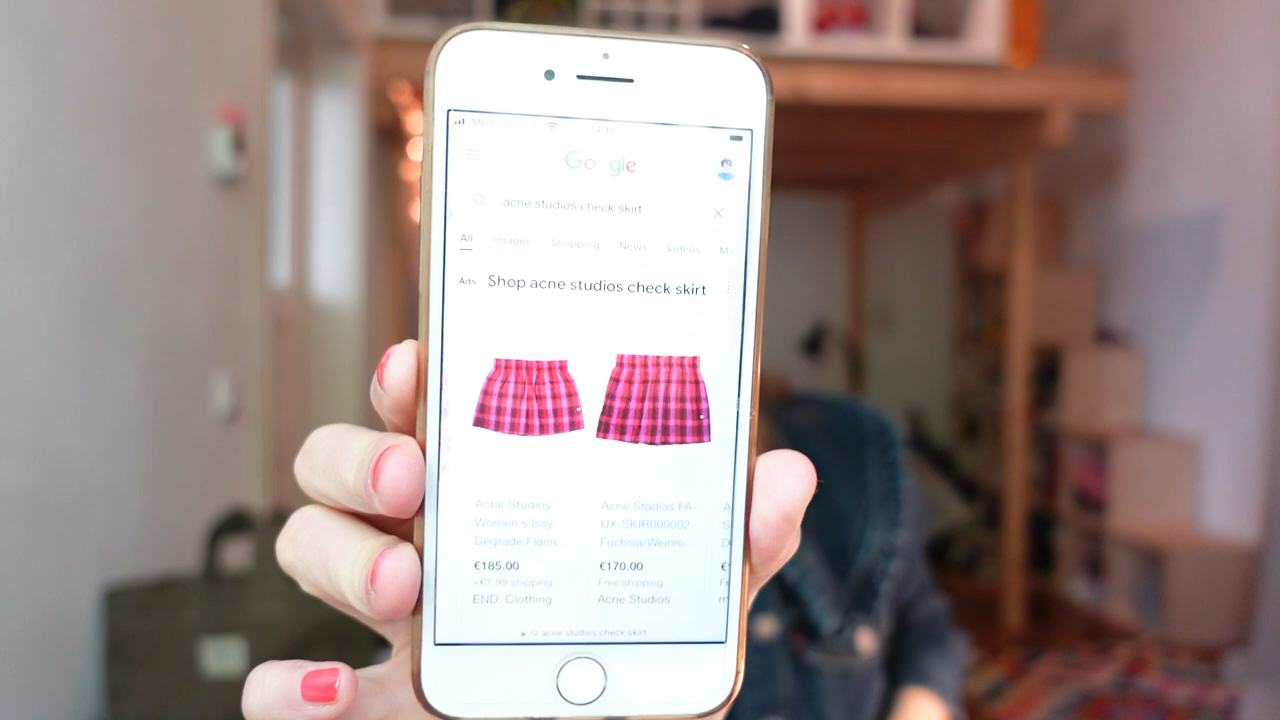 14:10
Google
acne studios check skirt
All Images Shopping News Videos M
Ads Shop acne studios check skirt
Acne Studios
Women's Issy
Degrade Flann...
€185.00
+€7.99 shipping
END. Clothing
Acne Studios FA-
UX-SKIR000002
Fuchsia/Weinro...
€170.00
Free shipping
Acne Studios
acne studios check skirt